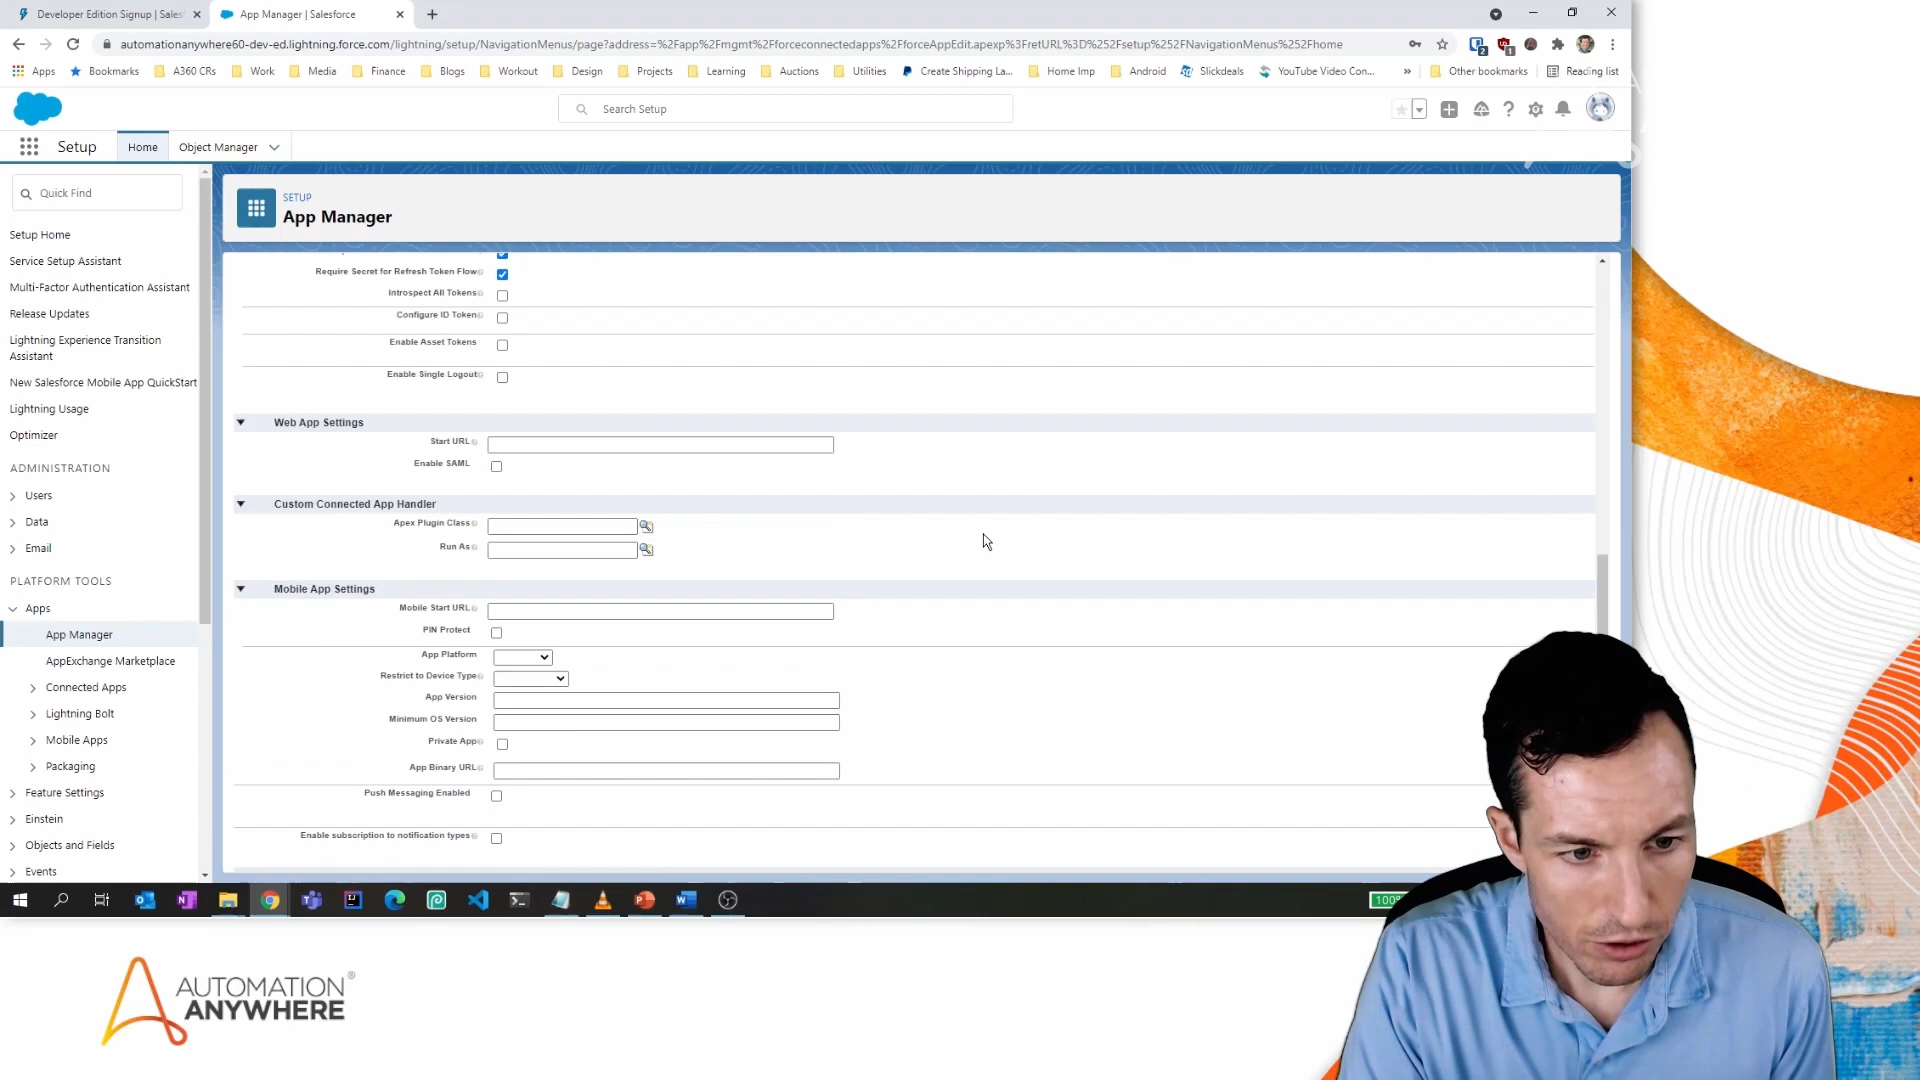 Developer Edition Signup | Sales
App Manager | Salesforce
automationanywhere60-dev-ed.lightning.force.com/lightning/setup/NavigationMenus/page?address=%2Fapp%2Fmgmt%2Fforceconnectedapps%2FforceAppEdit.apexp%3FretURL%3D%252Fsetup%252FNavigationMenus%252Fhome
Apps Bookmarks A360 CRs Work Media Finance Blogs Workout Design Projects Learning Auctions Utilities Create Shipping La... Home Imp Android Slickdeals YouTube Video Con... » Other bookmarks Reading list
Search Setup
Setup Home Object Manager
Quick Find
SETUP
App Manager
Setup Home
Service Setup Assistant
Multi-Factor Authentication Assistant
Release Updates
Lightning Experience Transition
Assistant
New Salesforce Mobile App QuickStart
Lightning Usage
Optimizer
ADMINISTRATION
Users
Data
Email
PLATFORM TOOLS
Apps
App Manager
AppExchange Marketplace
Connected Apps
Lightning Bolt
Mobile Apps
Packaging
Feature Settings
Einstein
Objects and Fields
Events
Require Secret for Refresh Token Flow
Introspect All Tokens
Configure ID Token
Enable Asset Tokens
Enable Single Logout
Web App Settings
Start URL
Enable SAML
Custom Connected App Handler
Apex Plugin Class
Run As
Mobile App Settings
Mobile Start URL
PIN Protect
App Platform
Restrict to Device Type
App Version
Minimum OS Version
Private App
App Binary URL
Push Messaging Enabled
Enable subscription to notification types
100%
AUTOMATION
ANYWHERE®